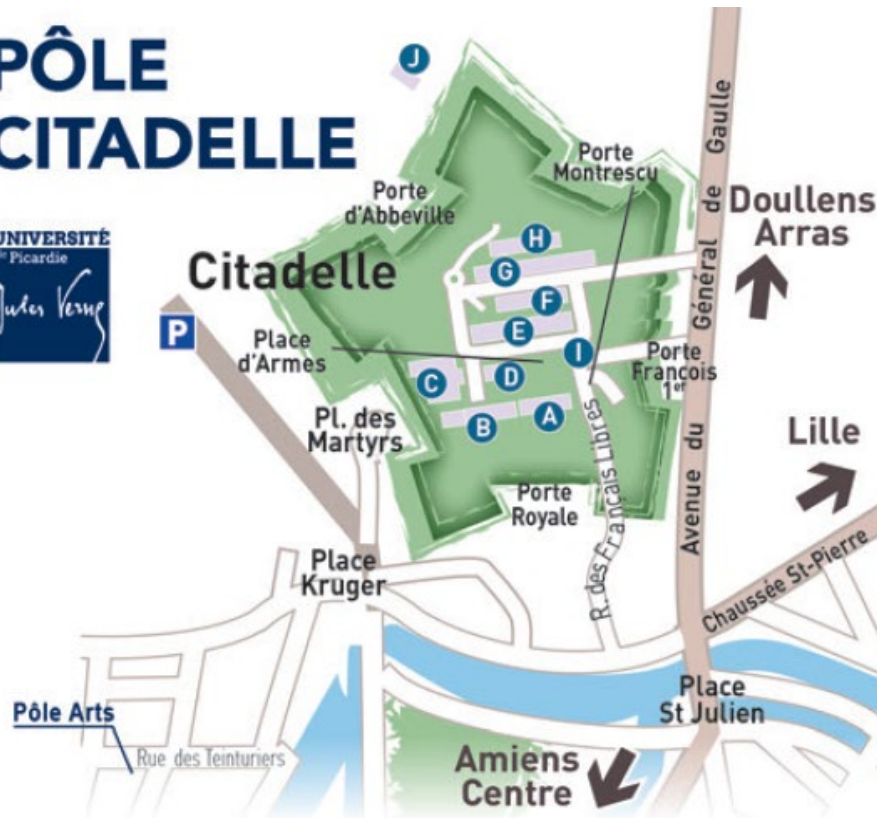 PÔLE
CITADELLE
UNIVERSITÉ
de Picardie
Jules Verne
J
Porte
Montrescu
Porte
d'Abbeville
Avenue du Général de Gaulle
Doullens
Arras
Citadelle
H
G
F
E
I
P
Place
d'Armes
C
D
Porte
François
1er
B
A
Pl. des
Martyrs
R. des Français Libres
Lille
Porte
Royale
Chaussée St-Pierre
Place
Kruger
Place
St Julien
Pôle Arts
Rue des Teinturiers
Amiens
Centre